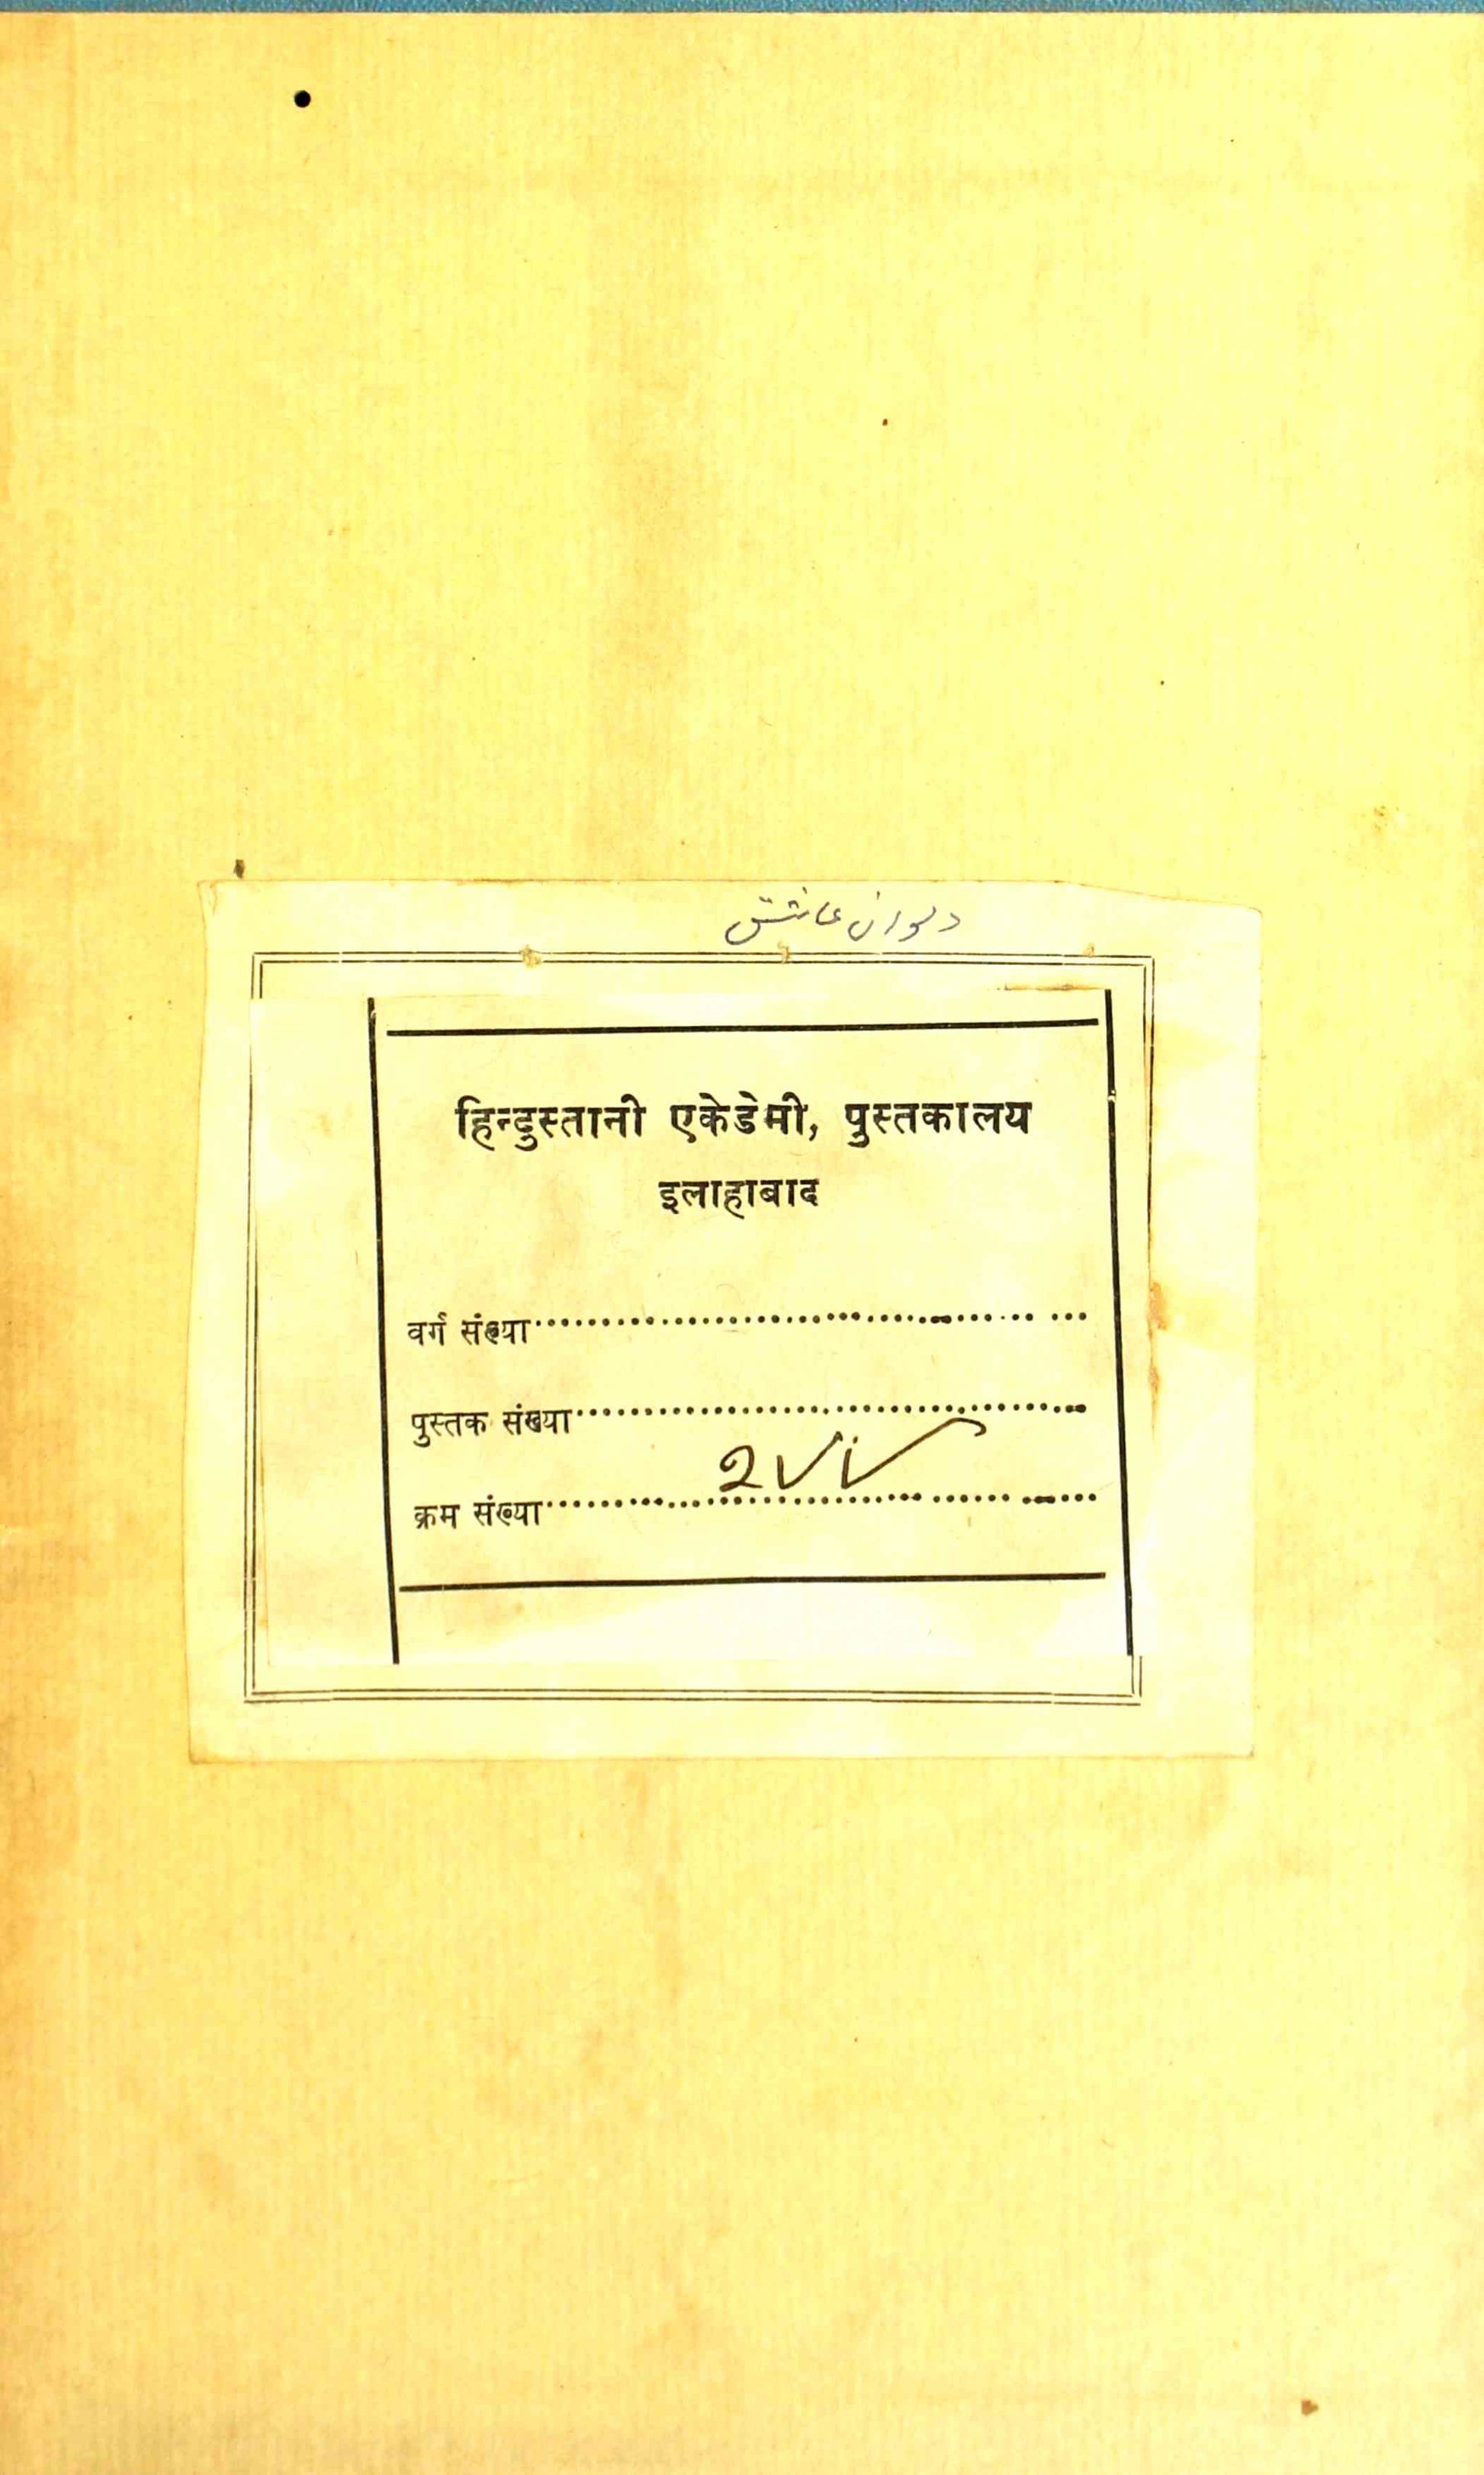 دیوان عاشق
हिन्दुस्तानी एकेडेमी, पुस्तकालय
इलाहाबाद
वर्ग संख्या
पुस्तक संख्या
क्रम संख्या